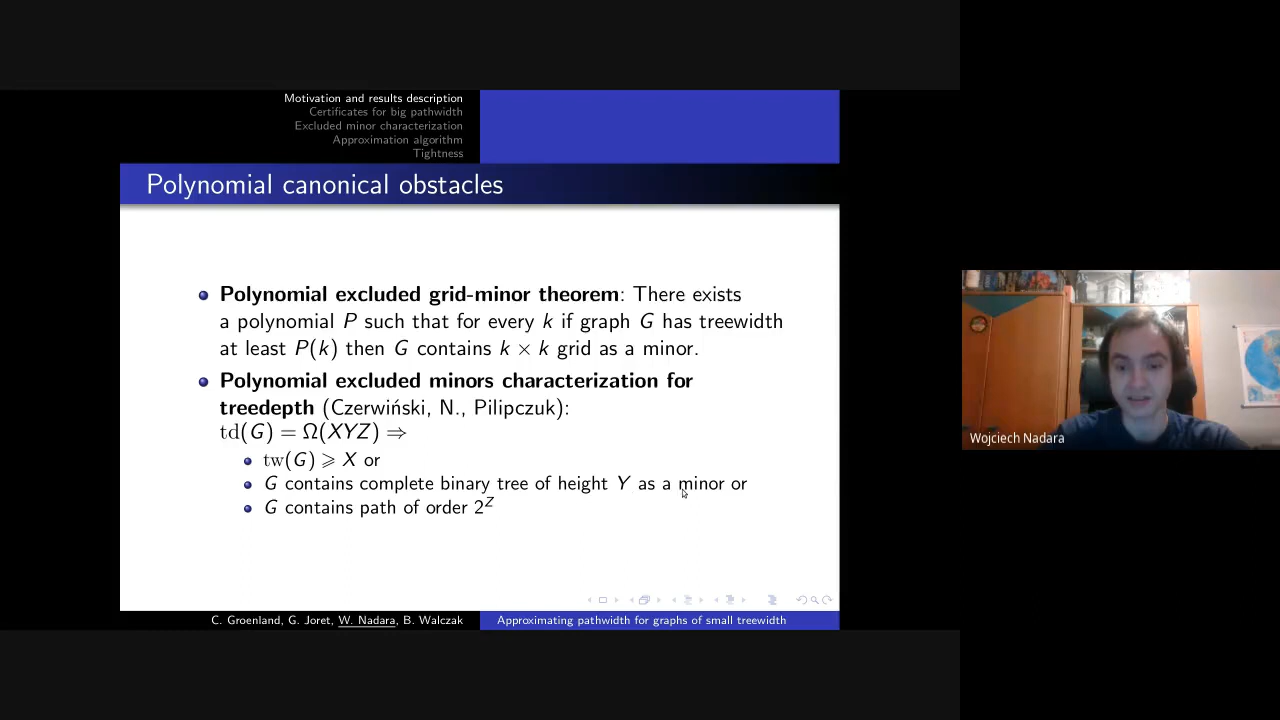 Motivation and results description
Certificates for big pathwidth
Excluded minor characterization
Approximation algorithm
Tightness
Polynomial canonical obstacles
Polynomial excluded grid-minor theorem: There exists
a polynomial P such that for every k if graph G has treewidth
at least P(k) then G contains k × k grid as a minor.
Polynomial excluded minors characterization for
treedepth (Czerwiński, N., Pilipczuk):
td(G) = Ω(XYZ) ⇒
tw(G) ⩾ X or
G contains complete binary tree of height Y as a minor or
G contains path of order 2^Z
C. Groenland, G. Joret, W. Nadara, B. Walczak
Approximating pathwidth for graphs of small treewidth
Wojciech Nadara